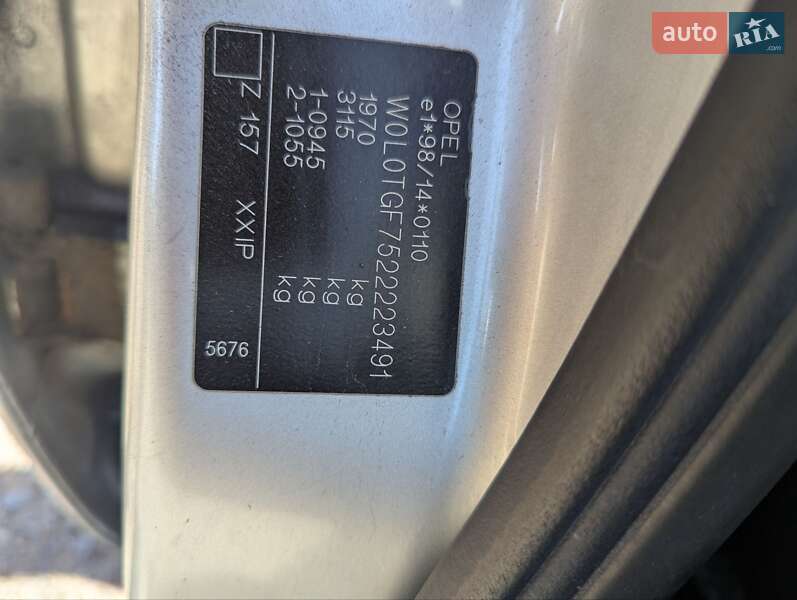 OPEL
e1*98/14*0110
W0L0TGF7522223491
1970 kg
3115 kg
1-0945 kg
2-1055 kg
Z 157 XXIP
5676
auto RIA .com